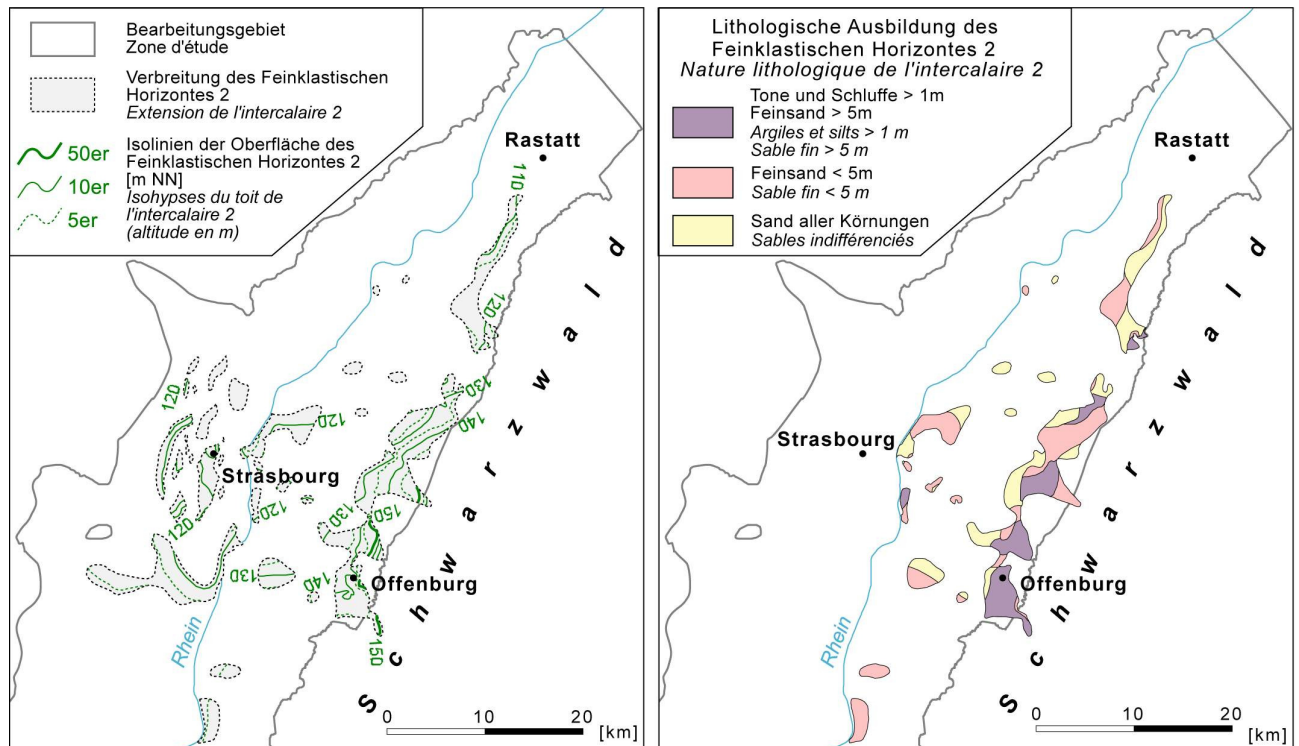 Bearbeitungsgebiet
Zone d'étude
Verbreitung des Feinklastischen
Horizontes 2
Extension de l'intercalaire 2
50er
10er
5er
Isolinien der Oberfläche des
Feinklastischen Horizontes 2
[m NN]
Isohypses du toit de
l'intercalaire 2
(altitude en m)
Rastatt
110
120
120
130
120
140
Strasbourg
120
120
130
150
130
140
Offenburg
150
Rhein
Schwarzwald
0 10 20
[km]
Lithologische Ausbildung des
Feinklastischen Horizontes 2
Nature lithologique de l'intercalaire 2
Tone und Schluffe > 1m
Feinsand > 5m
Argiles et silts > 1 m
Sable fin > 5 m
Feinsand < 5m
Sable fin < 5 m
Sand aller Körnungen
Sables indifférenciés
Rastatt
Strasbourg
Offenburg
Rhein
Schwarzwald
0 10 20
[km]